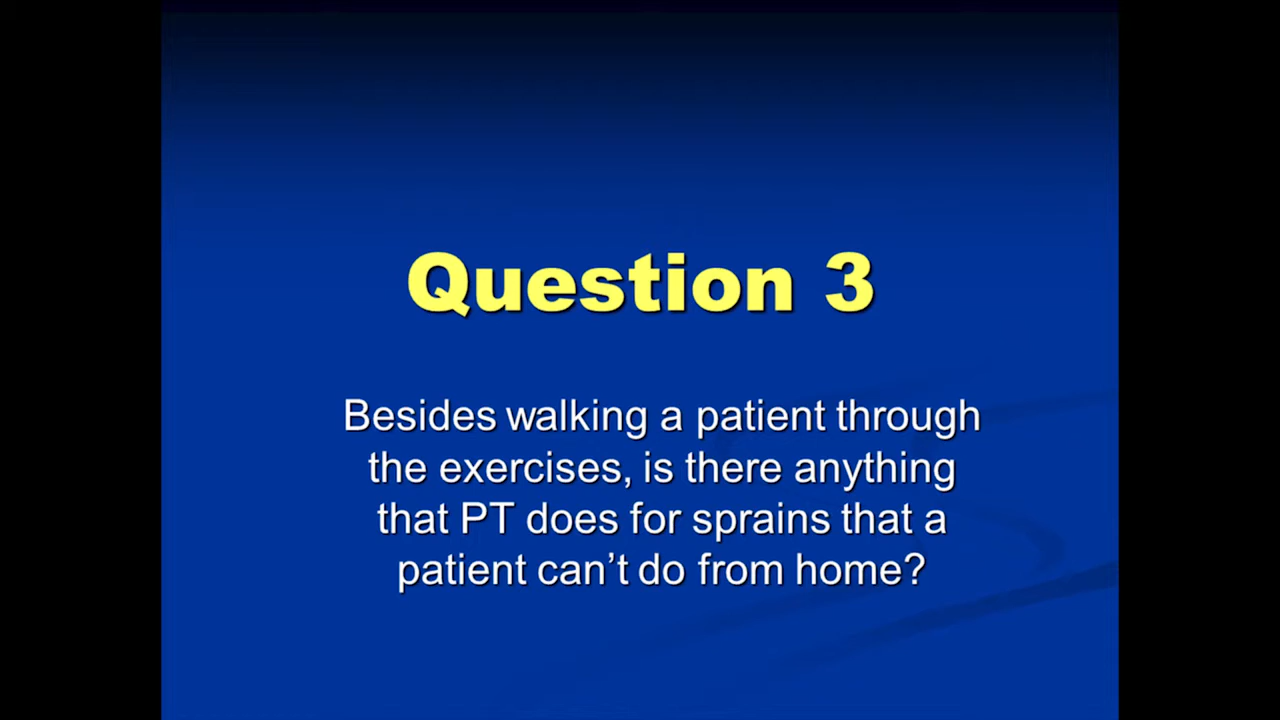 Question 3
Besides walking a patient through
the exercises, is there anything
that PT does for sprains that a
patient can’t do from home?